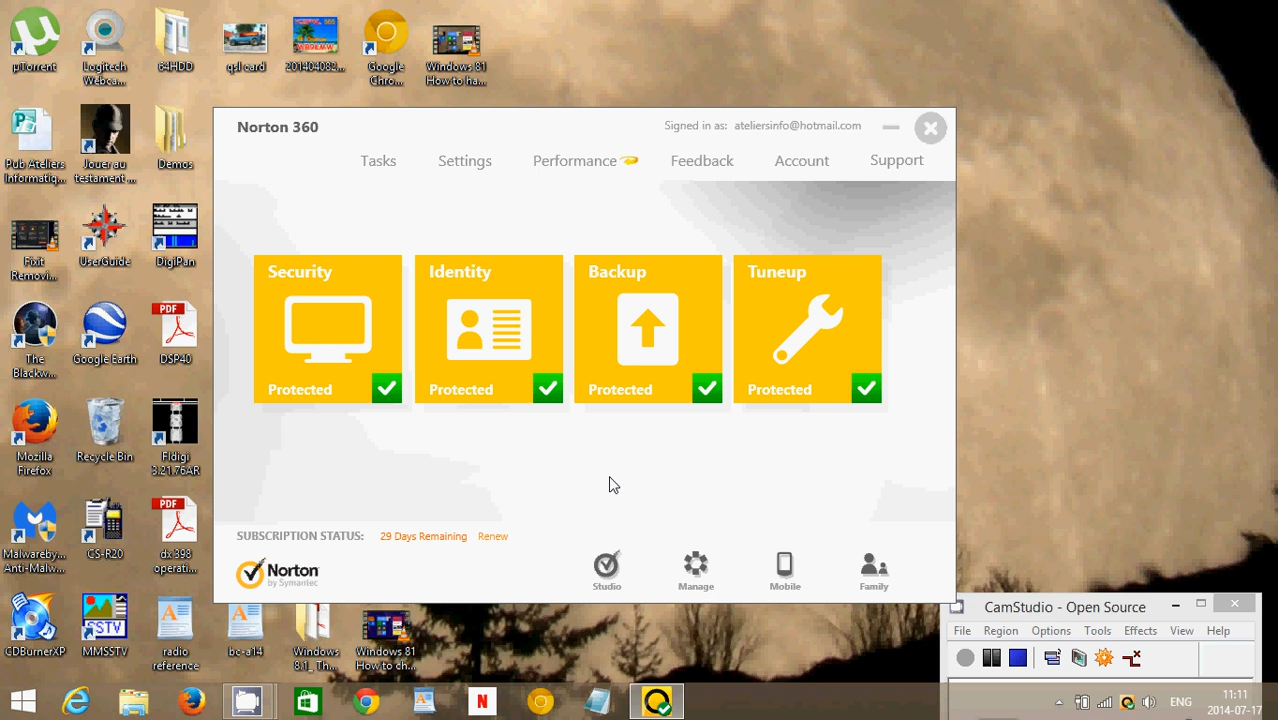 µTorrent
Logitech
Webca...
64HDD
qsl card
201404082...
Google
Chro...
Windows 81
How to ha...
Pub Ateliers
Informatiq...
Jouer au
testament ...
Demos
Fixit
Removi...
UserGuide
DigiPan
The
Blackw...
Google Earth
PDF
DSP40
Mozilla
Firefox
Recycle Bin
Fldigi
3.21.76AR
Malwareby...
Anti-Malw...
CS-R20
PDF
dx 398
operati...
CDBurnerXP
SSTV
MMSSTV
radio
reference
bc-a14
Windows
8.1_ Th...
Windows 81
How to ch...
Norton 360
Signed in as: ateliersinfo@hotmail.com
Tasks
Settings
Performance
Feedback
Account
Support
Security
Protected
Identity
Protected
Backup
Protected
Tuneup
Protected
SUBSCRIPTION STATUS: 29 Days Remaining Renew
Norton
by Symantec
Studio
Manage
Mobile
Family
CamStudio - Open Source
File Region Options Tools Effects View Help
N
ENG
11:11
2014-07-17